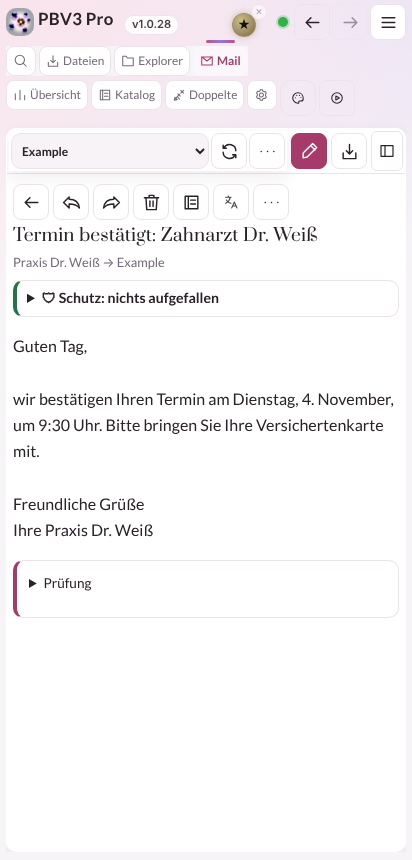 PBV3 Pro
v1.0.28
Dateien
Explorer
Mail
Übersicht
Katalog
Doppelte
Example
Termin bestätigt: Zahnarzt Dr. Weiß
Praxis Dr. Weiß → Example
Schutz: nichts aufgefallen
Guten Tag,
wir bestätigen Ihren Termin am Dienstag, 4. November,
um 9:30 Uhr. Bitte bringen Sie Ihre Versichertenkarte
mit.
Freundliche Grüße
Ihre Praxis Dr. Weiß
Prüfung